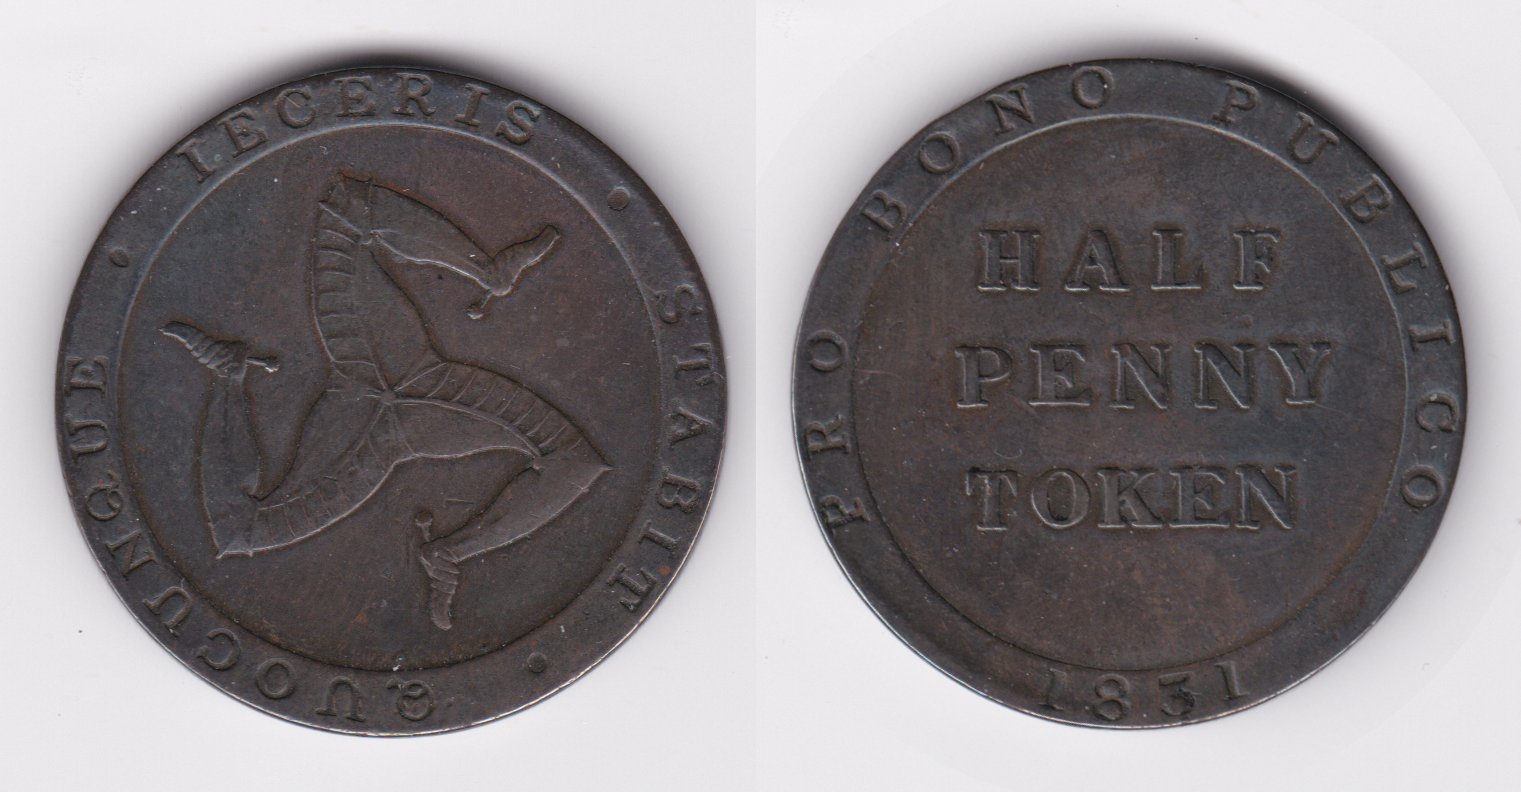 QUOCUNQUE · IECERIS · STABIT ·
PRO BONO PUBLICO
HALF
PENNY
TOKEN
1831